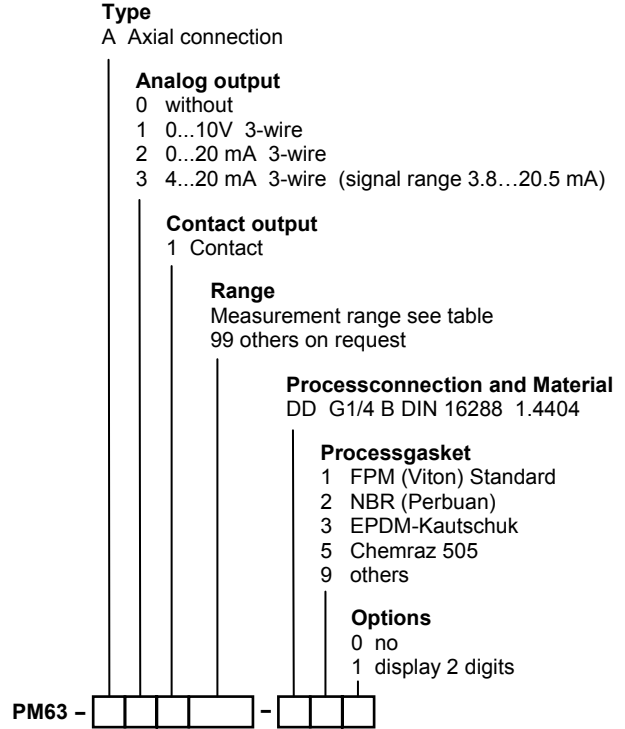 Type
A Axial connection
Analog output
0 without
1 0...10V 3-wire
2 0...20 mA 3-wire
3 4...20 mA 3-wire (signal range 3.8…20.5 mA)
Contact output
1 Contact
Range
Measurement range see table
99 others on request
Processconnection and Material
DD G1/4 B DIN 16288 1.4404
Processgasket
1 FPM (Viton) Standard
2 NBR (Perbuan)
3 EPDM-Kautschuk
5 Chemraz 505
9 others
Options
0 no
1 display 2 digits
PM63 – –